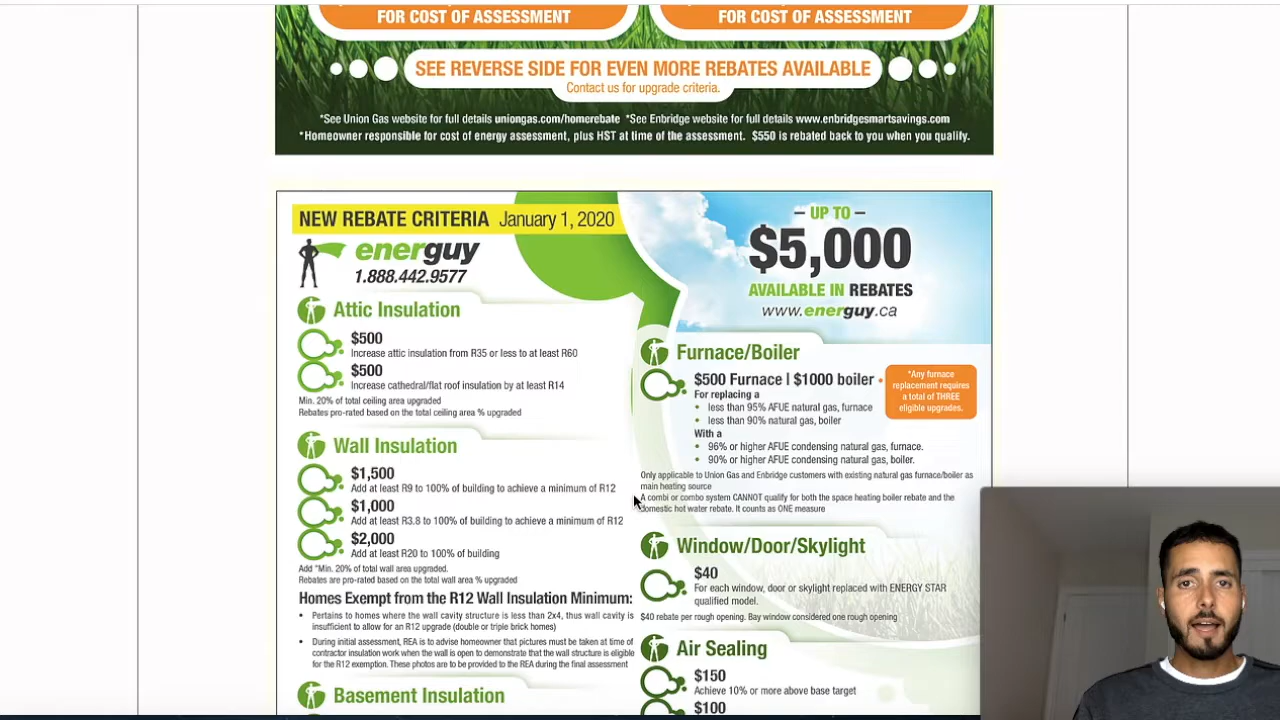 FOR COST OF ASSESSMENT
FOR COST OF ASSESSMENT
SEE REVERSE SIDE FOR EVEN MORE REBATES AVAILABLE
Contact us for upgrade criteria.
*See Union Gas website for full details uniongas.com/homerebate *See Enbridge website for full details www.enbridgesmartsavings.com
*Homeowner responsible for cost of energy assessment, plus HST at time of the assessment. $550 is rebated back to you when you qualify.
NEW REBATE CRITERIA January 1, 2020
energuy
1.888.442.9577
Attic Insulation
$500
Increase attic insulation from R35 or less to at least R60
$500
Increase cathedral/flat roof insulation by at least R14
Min. 20% of total ceiling area upgraded
Rebates pro-rated based on the total ceiling area % upgraded
Wall Insulation
$1,500
Add at least R9 to 100% of building to achieve a minimum of R12
$1,000
Add at least R3.8 to 100% of building to achieve a minimum of R12
$2,000
Add at least R20 to 100% of building
Add *Min. 20% of total wall area upgraded.
Rebates are pro-rated based on the total wall area % upgraded
Homes Exempt from the R12 Wall Insulation Minimum:
• Pertains to homes where the wall cavity structure is less than 2x4, thus wall cavity is
insufficient to allow for an R12 upgrade (double or triple brick homes)
• During initial assessment, REA is to advise homeowner that pictures must be taken at time of
contractor insulation work when the wall is open to demonstrate that the wall structure is eligible
for the R12 exemption. These photos are to be provided to the REA during the final assessment
Basement Insulation
– UP TO –
$5,000
AVAILABLE IN REBATES
www.energuy.ca
Furnace/Boiler
$500 Furnace | $1000 boiler •
For replacing a
• less than 95% AFUE natural gas, furnace
• less than 90% natural gas, boiler
With a
• 96% or higher AFUE condensing natural gas, furnace.
• 90% or higher AFUE condensing natural gas, boiler.
*Any furnace
replacement requires
a total of THREE
eligible upgrades.
Only applicable to Union Gas and Enbridge customers with existing natural gas furnace/boiler as
main heating source
A combi or combo system CANNOT qualify for both the space heating boiler rebate and the
domestic hot water rebate. It counts as ONE measure
Window/Door/Skylight
$40
For each window, door or skylight replaced with ENERGY STAR
qualified model.
$40 rebate per rough opening. Bay window considered one rough opening
Air Sealing
$150
Achieve 10% or more above base target
$100